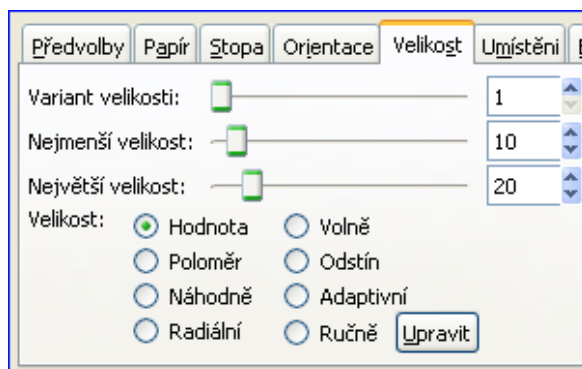 Předvolby Papír Stopa Orientace Velikost Umístěni
Variant velikosti: 1
Nejmenší velikost: 10
Největší velikost: 20
Velikost: Hodnota Volně
Poloměr Odstín
Náhodně Adaptivní
Radiální Ručně Upravit